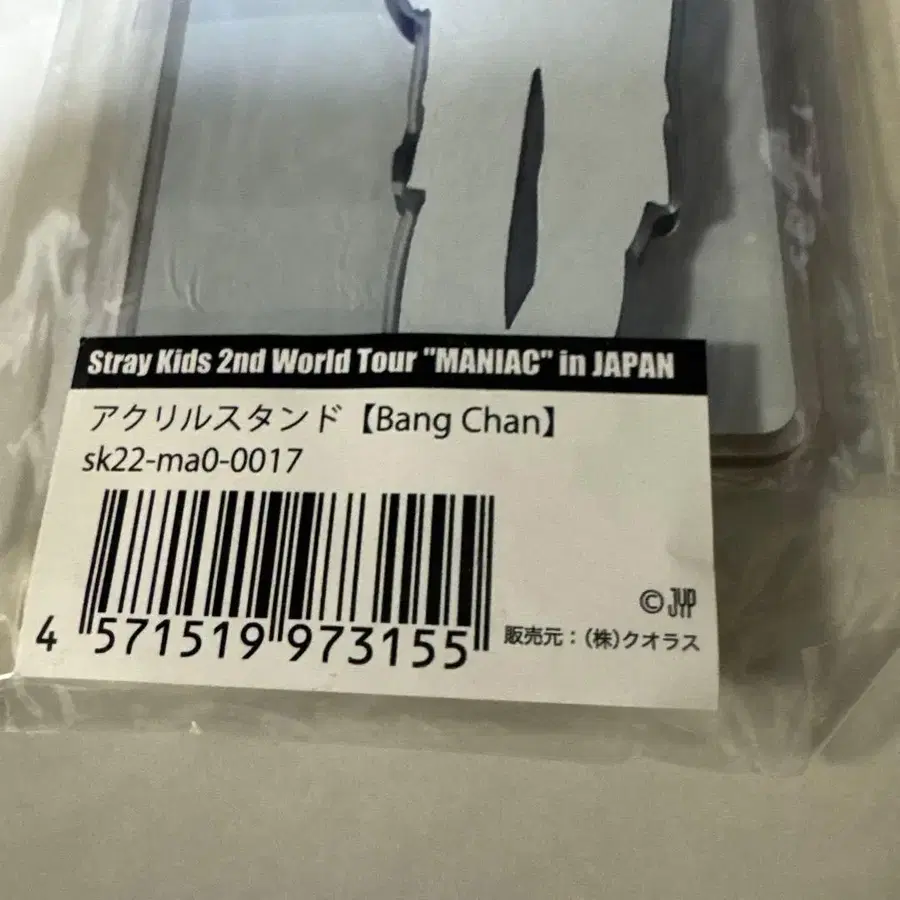 Stray Kids 2nd World Tour "MANIAC" in JAPAN
アクリルスタンド【Bang Chan】
sk22-ma0-0017
4 571519 973155
© JYP
販売元：(株)クオラス